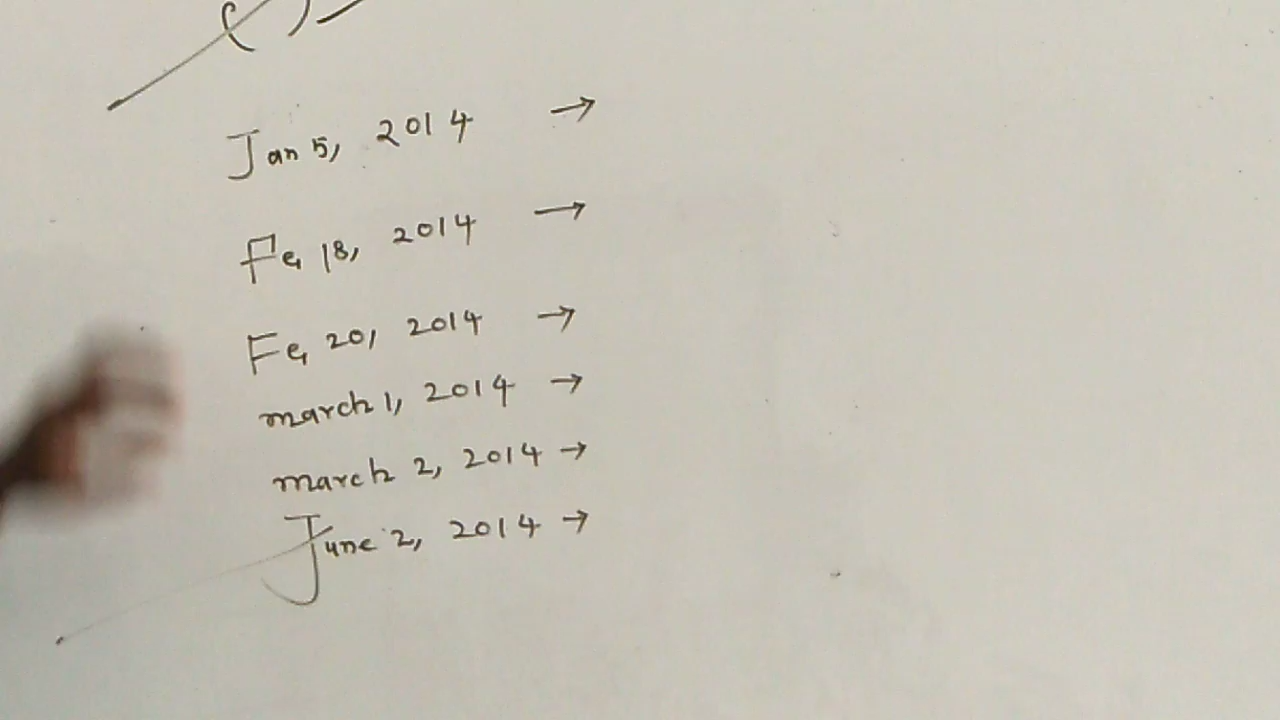 ( )
Jan 5, 2014 →
Fe, 18, 2014 →
Fe, 20, 2014 →
march 1, 2014 →
march 2, 2014 →
June 2, 2014 →